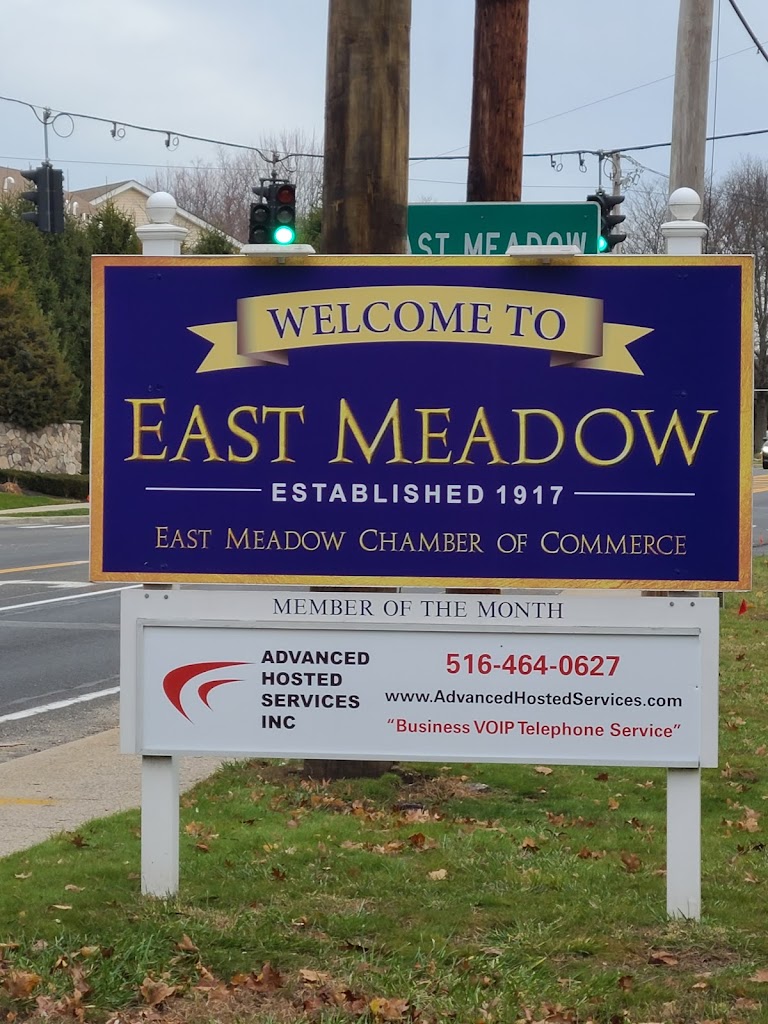 AST MEADOW
WELCOME TO
EAST MEADOW
ESTABLISHED 1917
EAST MEADOW CHAMBER OF COMMERCE
MEMBER OF THE MONTH
ADVANCED
HOSTED
SERVICES
INC
516-464-0627
www.AdvancedHostedServices.com
"Business VOIP Telephone Service"